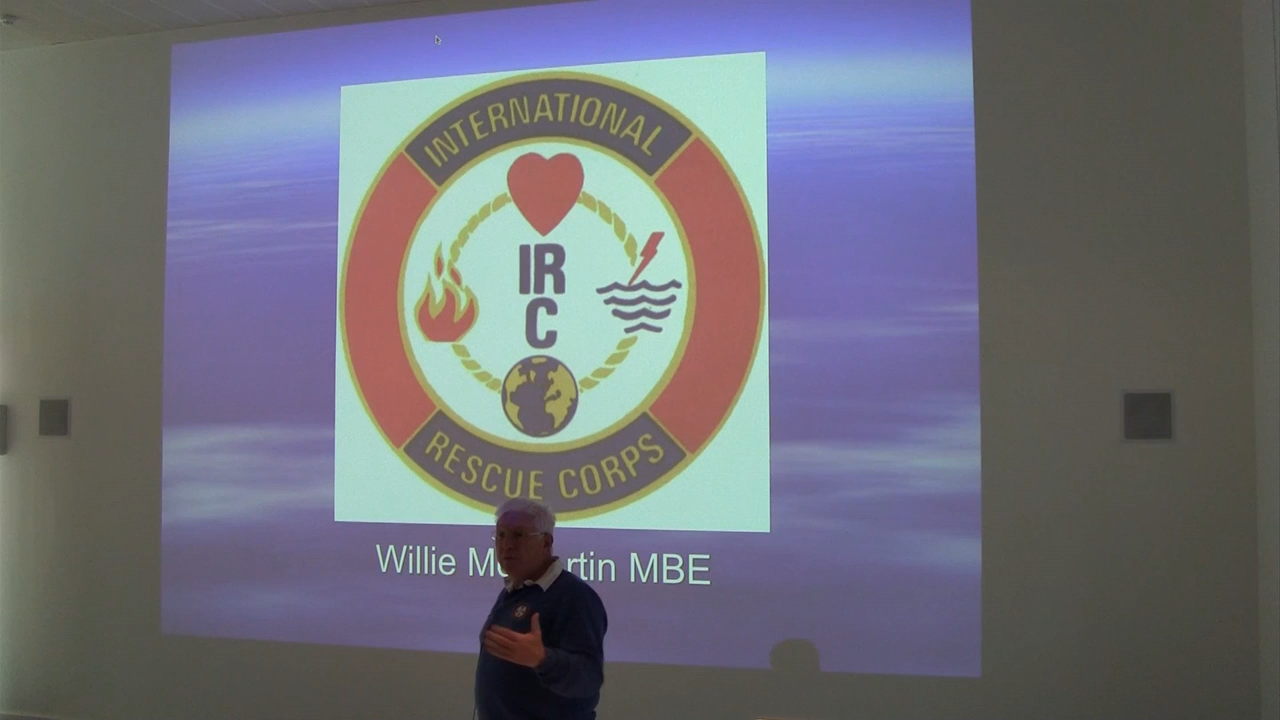 INTERNATIONAL
IR
C
RESCUE CORPS
Willie MBE